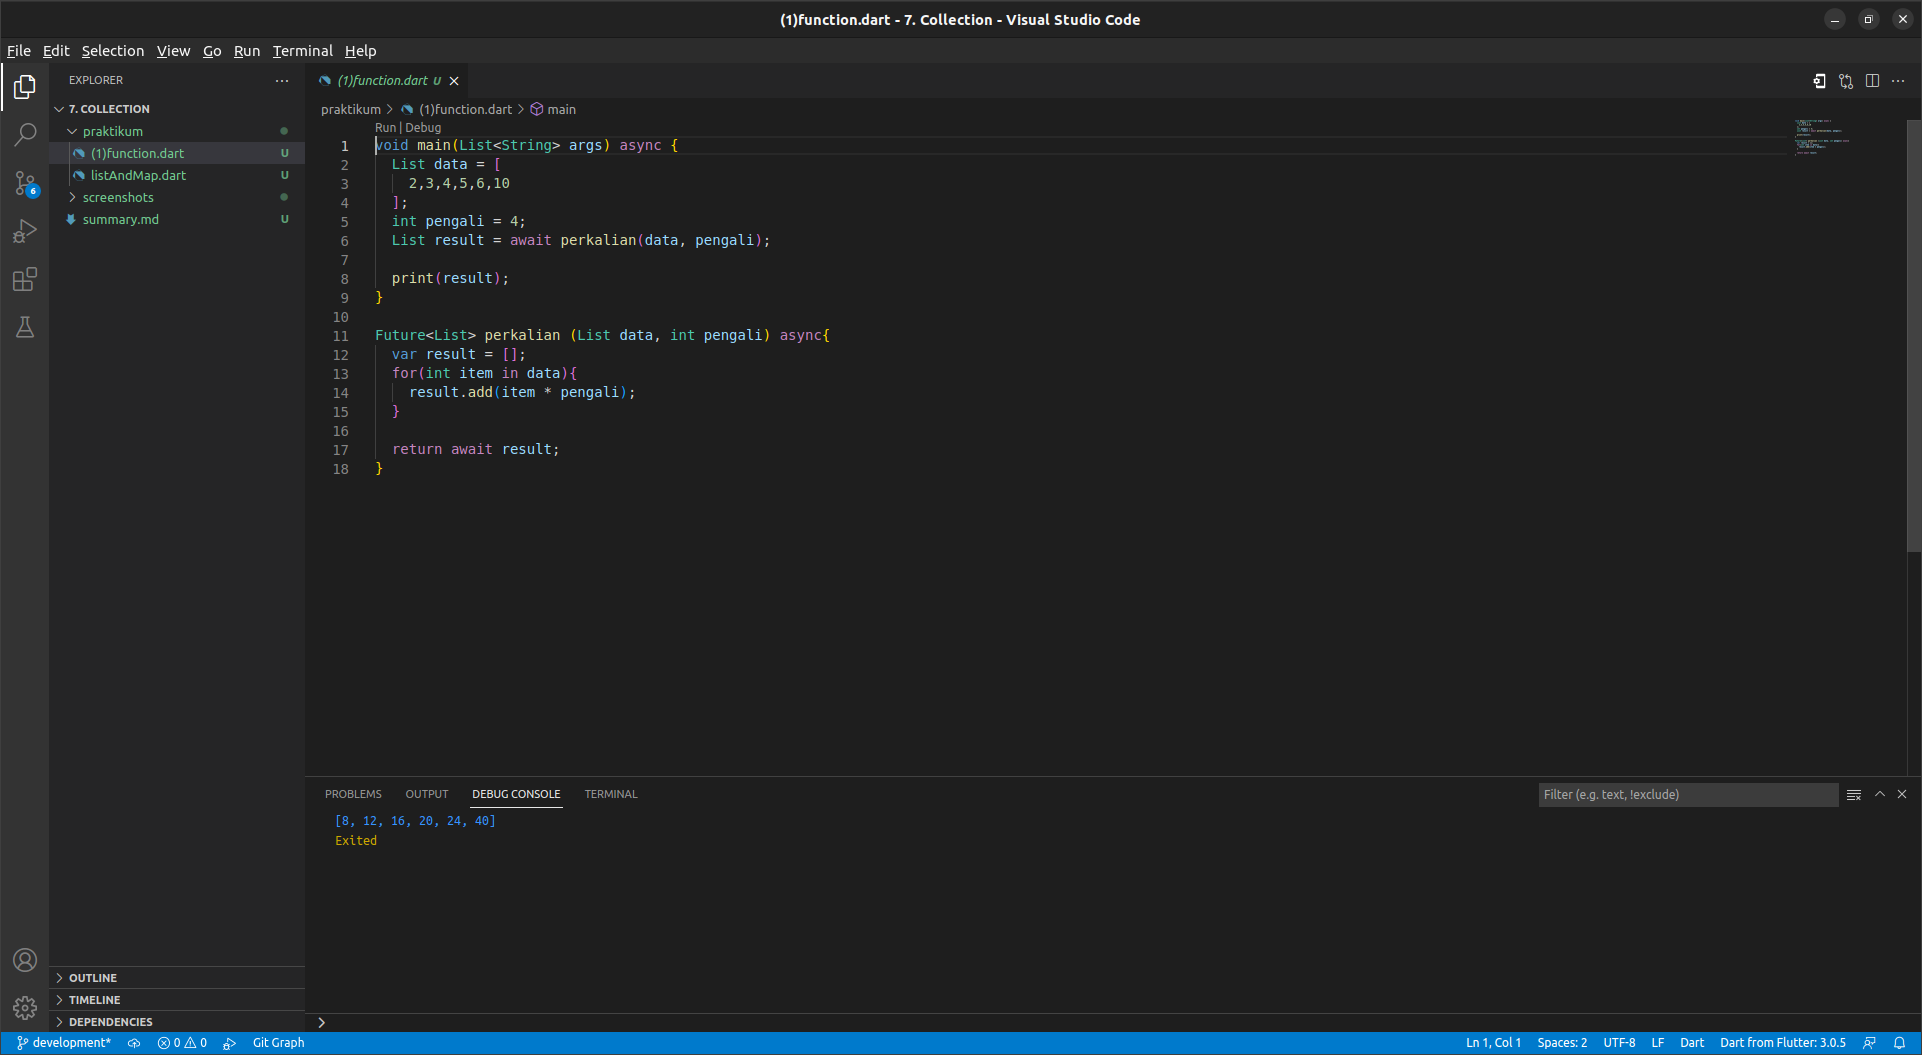 (1)function.dart - 7. Collection - Visual Studio Code
File Edit Selection View Go Run Terminal Help
EXPLORER
7. COLLECTION
praktikum
(1)function.dart U
listAndMap.dart U
screenshots
summary.md U
6
OUTLINE
TIMELINE
DEPENDENCIES
(1)function.dart U
praktikum > (1)function.dart > main
Run | Debug
1 void main(List<String> args) async {
2 List data = [
3 2,3,4,5,6,10
4 ];
5 int pengali = 4;
6 List result = await perkalian(data, pengali);
7
8 print(result);
9 }
10
11 Future<List> perkalian (List data, int pengali) async{
12 var result = [];
13 for(int item in data){
14 result.add(item * pengali);
15 }
16
17 return await result;
18 }
PROBLEMS OUTPUT DEBUG CONSOLE TERMINAL
Filter (e.g. text, !exclude)
[8, 12, 16, 20, 24, 40]
Exited
development* 0 0 Git Graph Ln 1, Col 1 Spaces: 2 UTF-8 LF Dart Dart from Flutter: 3.0.5